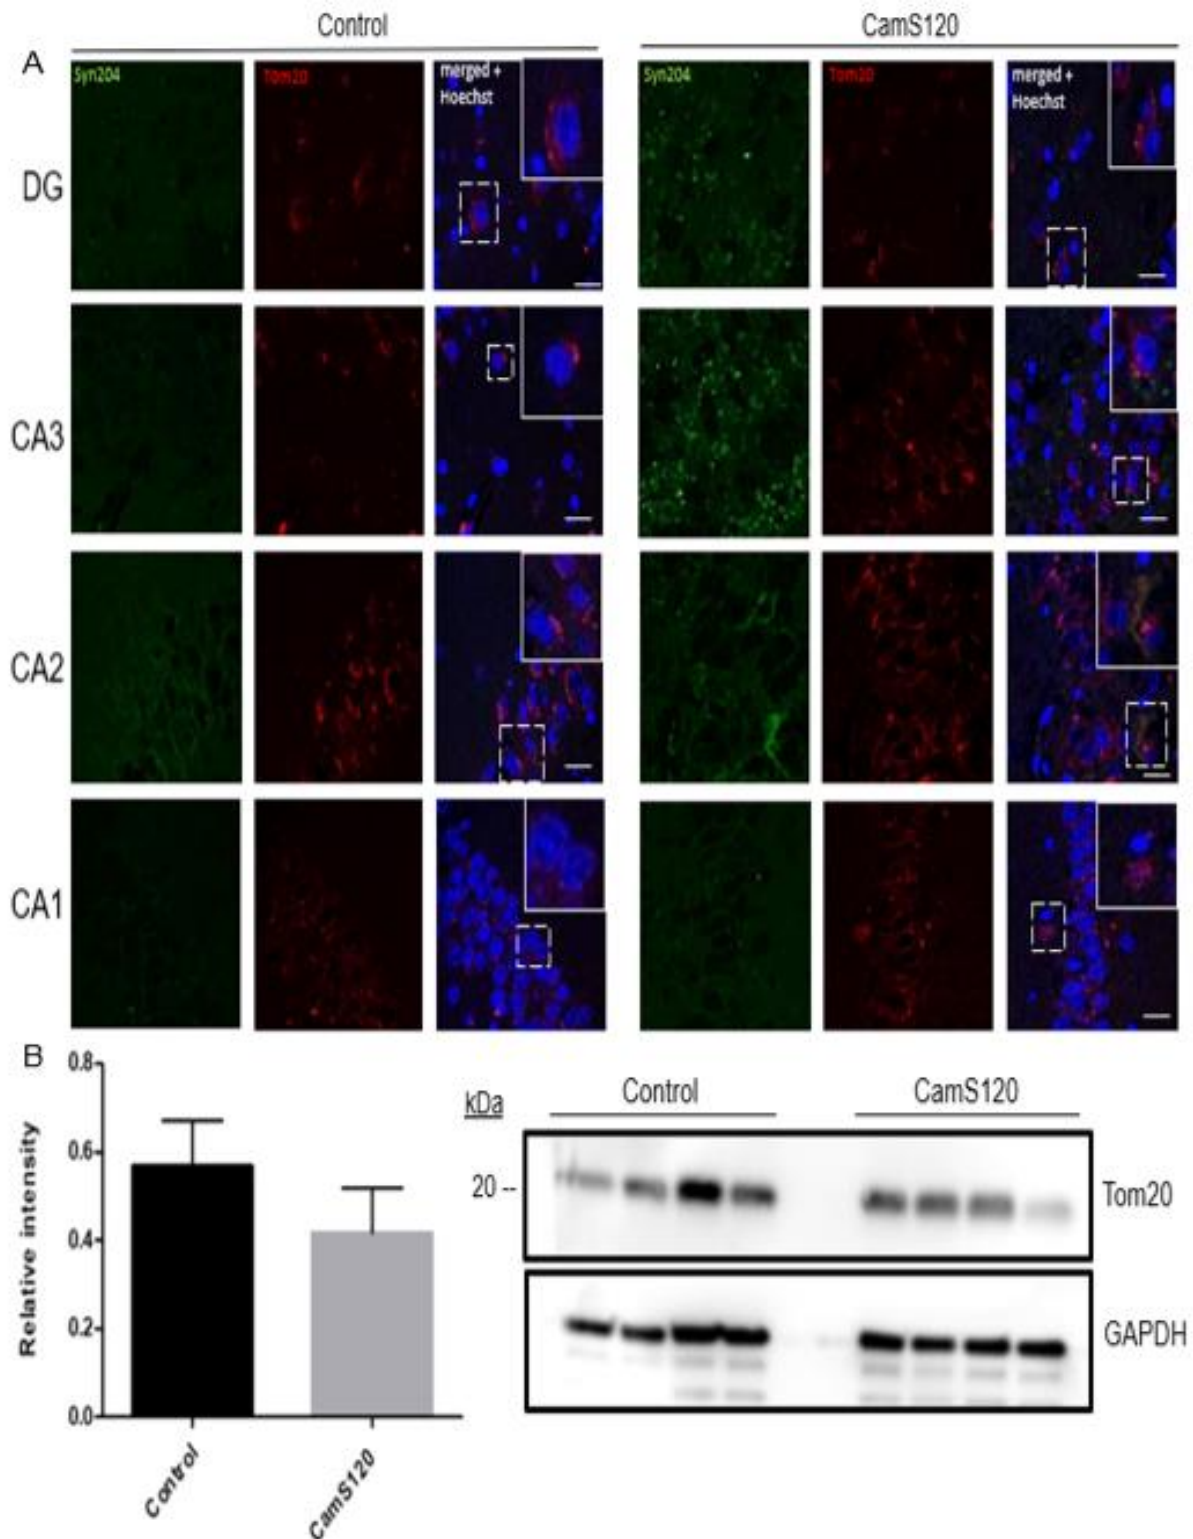 Control CamS120
A
Syn204 Tom20 merged +
Hoechst
Syn204 Tom20 merged +
Hoechst
DG
CA3
CA2
CA1
B
Relative intensity
0.8
0.6
0.4
0.2
0.0
Control
CamS120
kDa
Control CamS120
20 --
Tom20
GAPDH